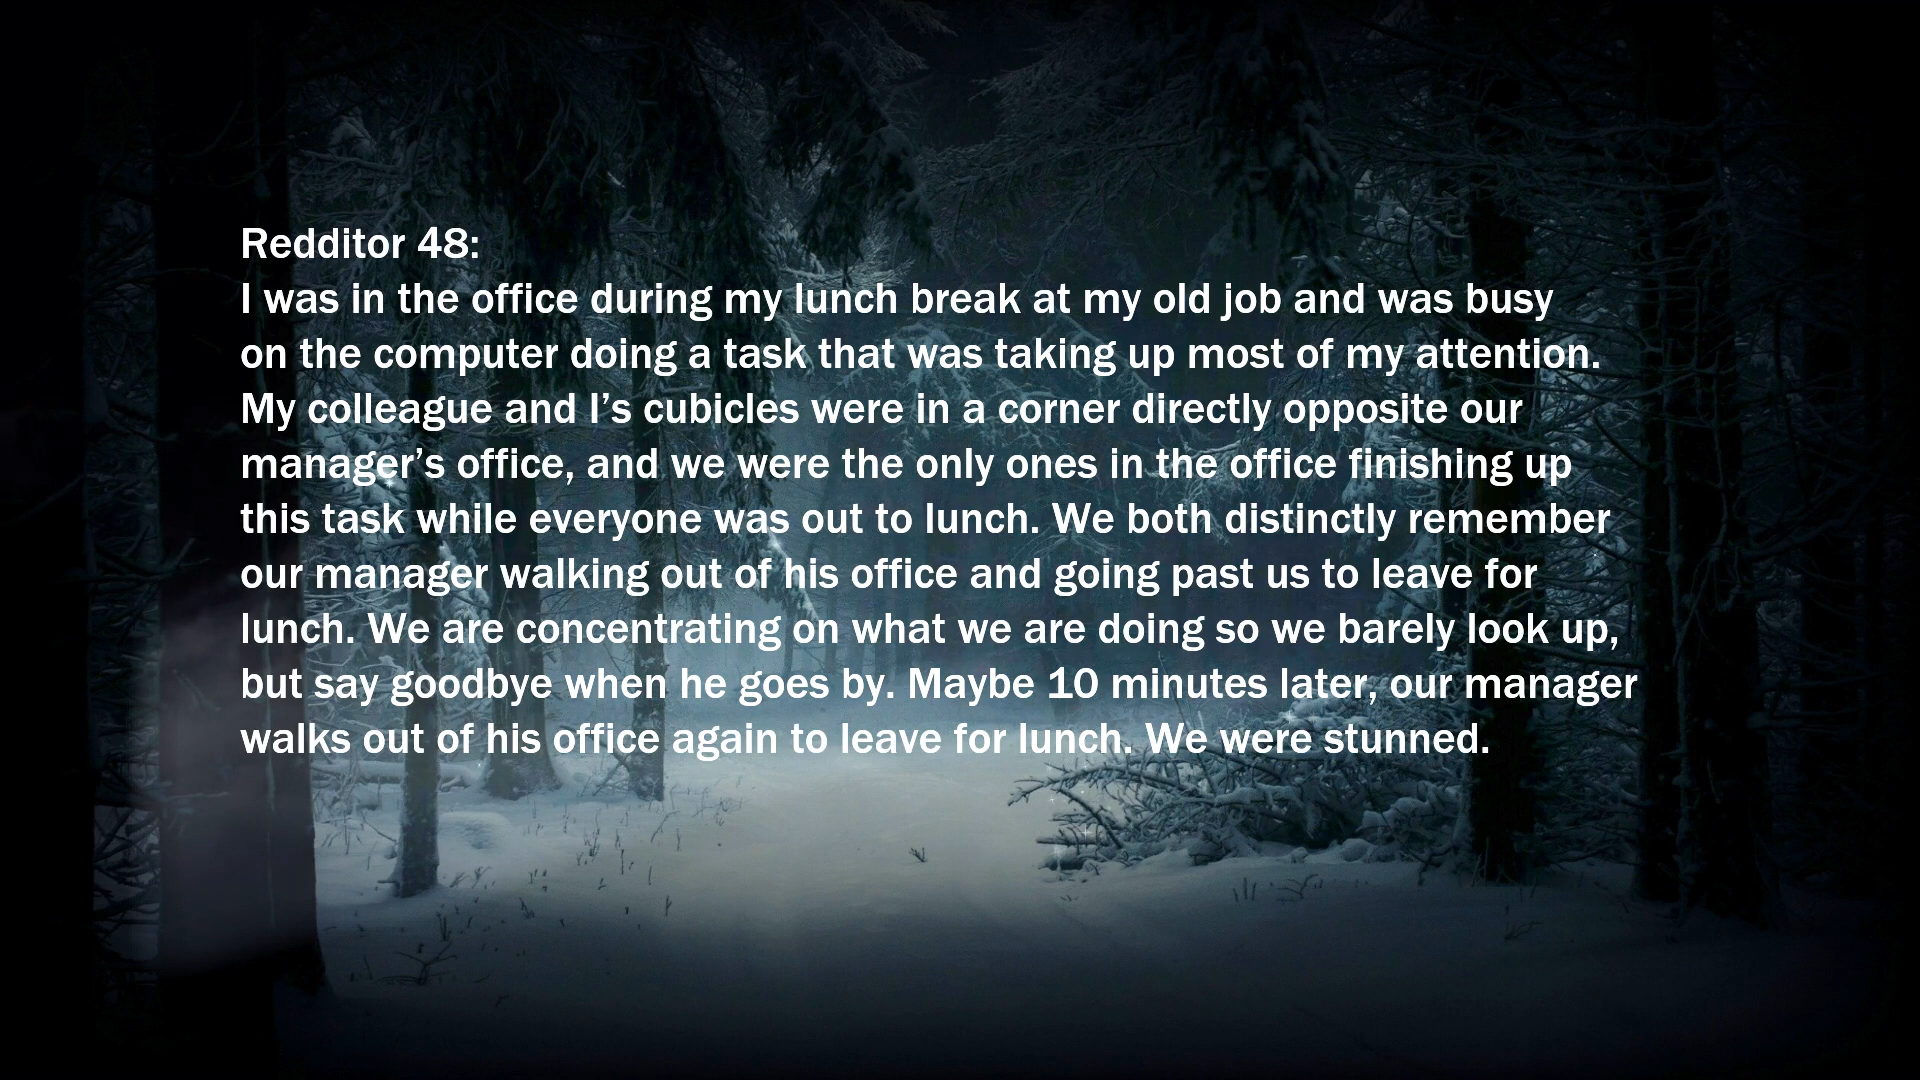 Redditor 48:
I was in the office during my lunch break at my old job and was busy
on the computer doing a task that was taking up most of my attention.
My colleague and I’s cubicles were in a corner directly opposite our
manager’s office, and we were the only ones in the office finishing up
this task while everyone was out to lunch. We both distinctly remember
our manager walking out of his office and going past us to leave for
lunch. We are concentrating on what we are doing so we barely look up,
but say goodbye when he goes by. Maybe 10 minutes later, our manager
walks out of his office again to leave for lunch. We were stunned.